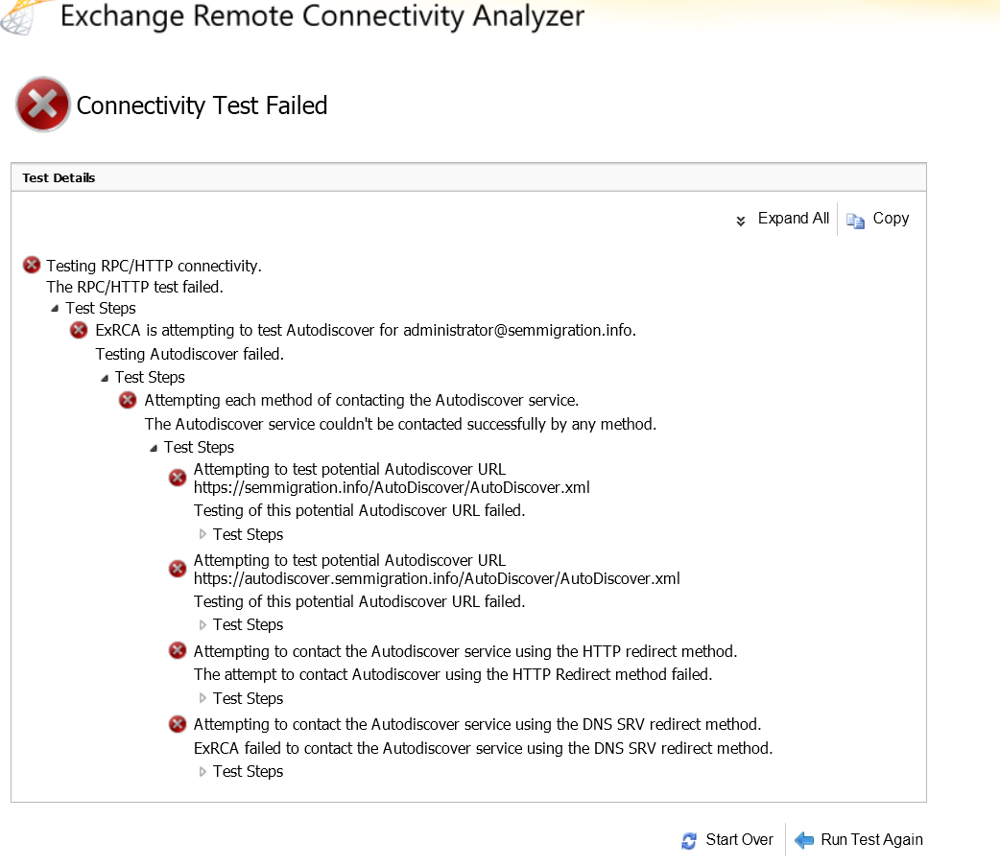 Exchange Remote Connectivity Analyzer
Connectivity Test Failed
Test Details
Expand All
Copy
Testing RPC/HTTP connectivity.
The RPC/HTTP test failed.
Test Steps
ExRCA is attempting to test Autodiscover for administrator@semmigration.info.
Testing Autodiscover failed.
Test Steps
Attempting each method of contacting the Autodiscover service.
The Autodiscover service couldn't be contacted successfully by any method.
Test Steps
Attempting to test potential Autodiscover URL
https://semmigration.info/AutoDiscover/AutoDiscover.xml
Testing of this potential Autodiscover URL failed.
Test Steps
Attempting to test potential Autodiscover URL
https://autodiscover.semmigration.info/AutoDiscover/AutoDiscover.xml
Testing of this potential Autodiscover URL failed.
Test Steps
Attempting to contact the Autodiscover service using the HTTP redirect method.
The attempt to contact Autodiscover using the HTTP Redirect method failed.
Test Steps
Attempting to contact the Autodiscover service using the DNS SRV redirect method.
ExRCA failed to contact the Autodiscover service using the DNS SRV redirect method.
Test Steps
Start Over
Run Test Again